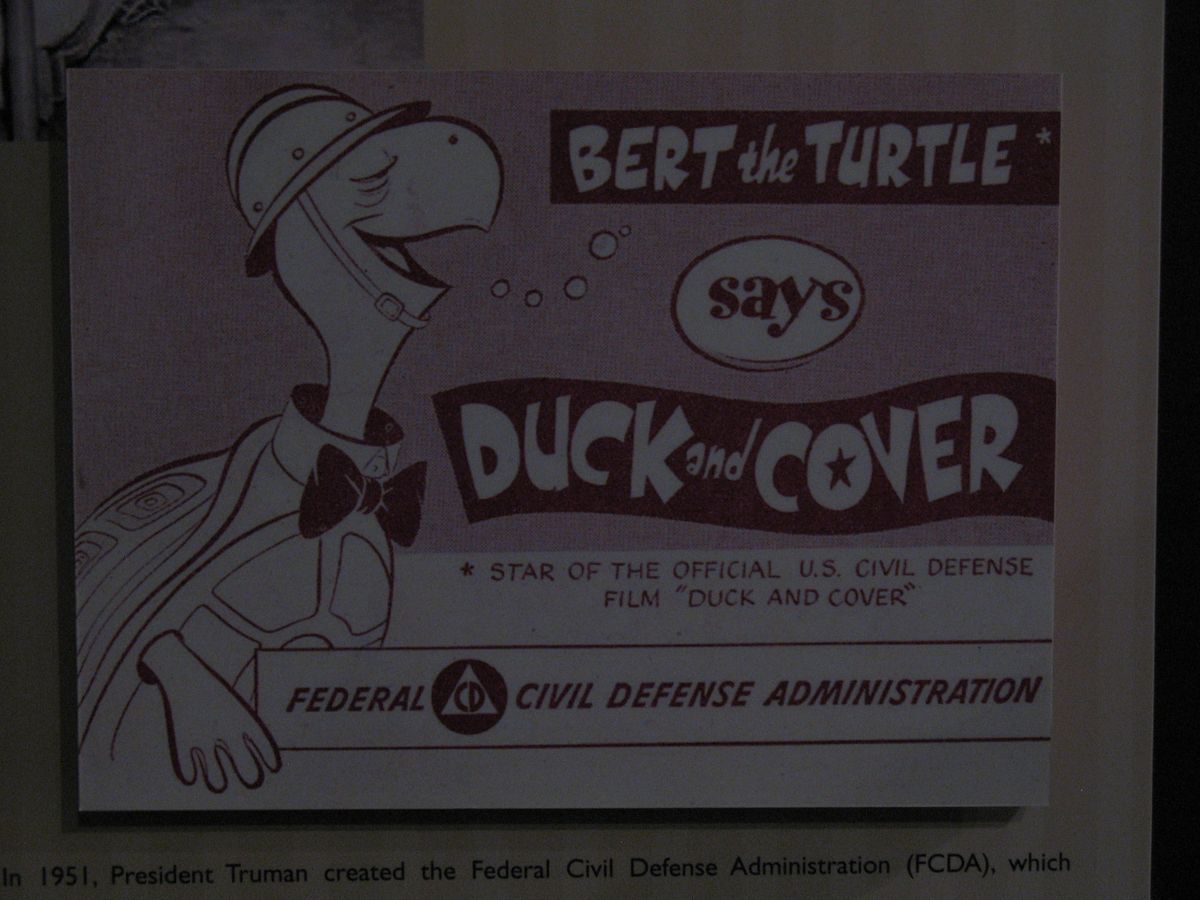 BERT the TURTLE *
says
DUCK and COVER
* STAR OF THE OFFICIAL U.S. CIVIL DEFENSE
FILM "DUCK AND COVER"
FEDERAL CD CIVIL DEFENSE ADMINISTRATION
In 1951, President Truman created the Federal Civil Defense Administration (FCDA), which